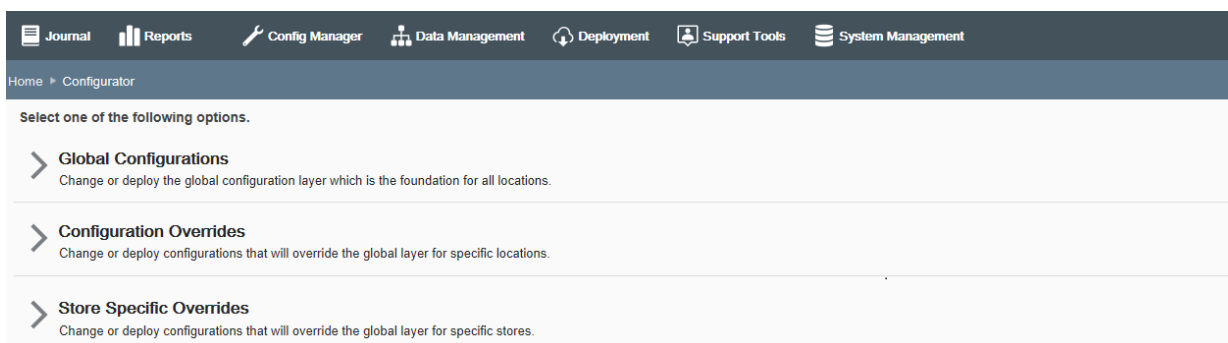 Journal Reports Config Manager Data Management Deployment Support Tools System Management
Home Configurator
Select one of the following options.
Global Configurations
Change or deploy the global configuration layer which is the foundation for all locations.
Configuration Overrides
Change or deploy configurations that will override the global layer for specific locations.
Store Specific Overrides
Change or deploy configurations that will override the global layer for specific stores.